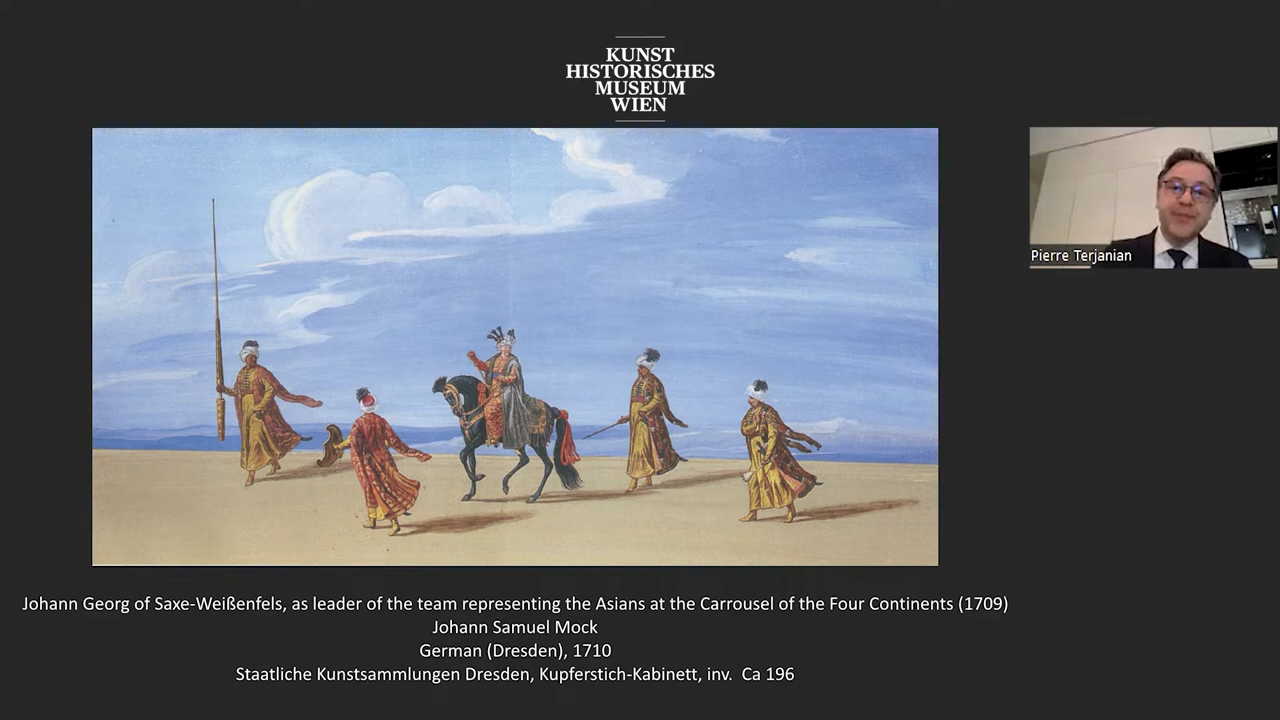 KUNST
HISTORISCHES
MUSEUM
WIEN
Pierre Terjanian
Johann Georg of Saxe-Weißenfels, as leader of the team representing the Asians at the Carrousel of the Four Continents (1709)
Johann Samuel Mock
German (Dresden), 1710
Staatliche Kunstsammlungen Dresden, Kupferstich-Kabinett, inv. Ca 196